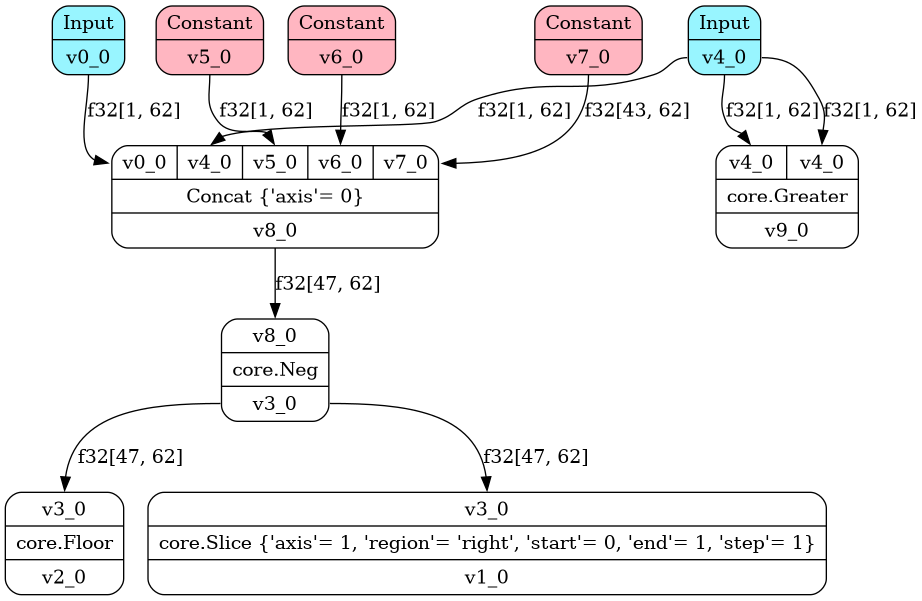 Input
v0_0
Constant
v5_0
Constant
v6_0
Constant
v7_0
Input
v4_0
f32[1, 62]
f32[1, 62]
f32[1, 62]
f32[1, 62]
f32[43, 62]
f32[1, 62]
f32[1, 62]
v0_0 v4_0 v5_0 v6_0 v7_0
Concat {'axis'= 0}
v8_0
v4_0 v4_0
core.Greater
v9_0
f32[47, 62]
v8_0
core.Neg
v3_0
f32[47, 62]
f32[47, 62]
v3_0
core.Floor
v2_0
v3_0
core.Slice {'axis'= 1, 'region'= 'right', 'start'= 0, 'end'= 1, 'step'= 1}
v1_0